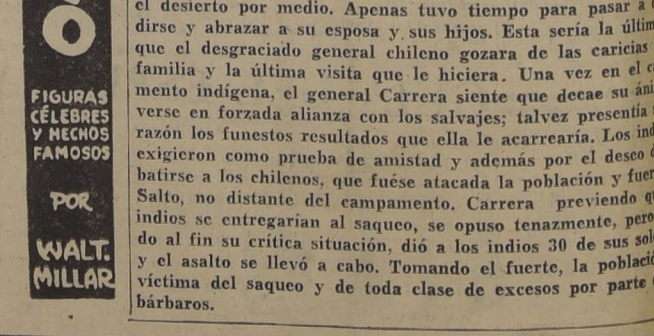 Ó
FIGURAS
CÉLEBRES
Y HECHOS
FAMOSOS
POR
WALT.
MILLAR
el desierto por medio. Apenas tuvo tiempo para pasar a
dirse y abrazar a su esposa y sus hijos. Esta sería la últim
que el desgraciado general chileno gozara de las caricias
familia y la última visita que le hiciera. Una vez en el c
mento indígena, el general Carrera siente que decae su áni
verse en forzada alianza con los salvajes; talvez presentía
razón los funestos resultados que ella le acarrearía. Los ind
exigieron como prueba de amistad y además por el deseo d
batirse a los chilenos, que fuése atacada la población y fuer
Salto, no distante del campamento. Carrera previendo qu
indios se entregarían al saqueo, se opuso tenazmente, pero
do al fin su crítica situación, dió a los indios 30 de sus sol
y el asalto se llevó a cabo. Tomando el fuerte, la població
víctima del saqueo y de toda clase de excesos por parte
bárbaros.